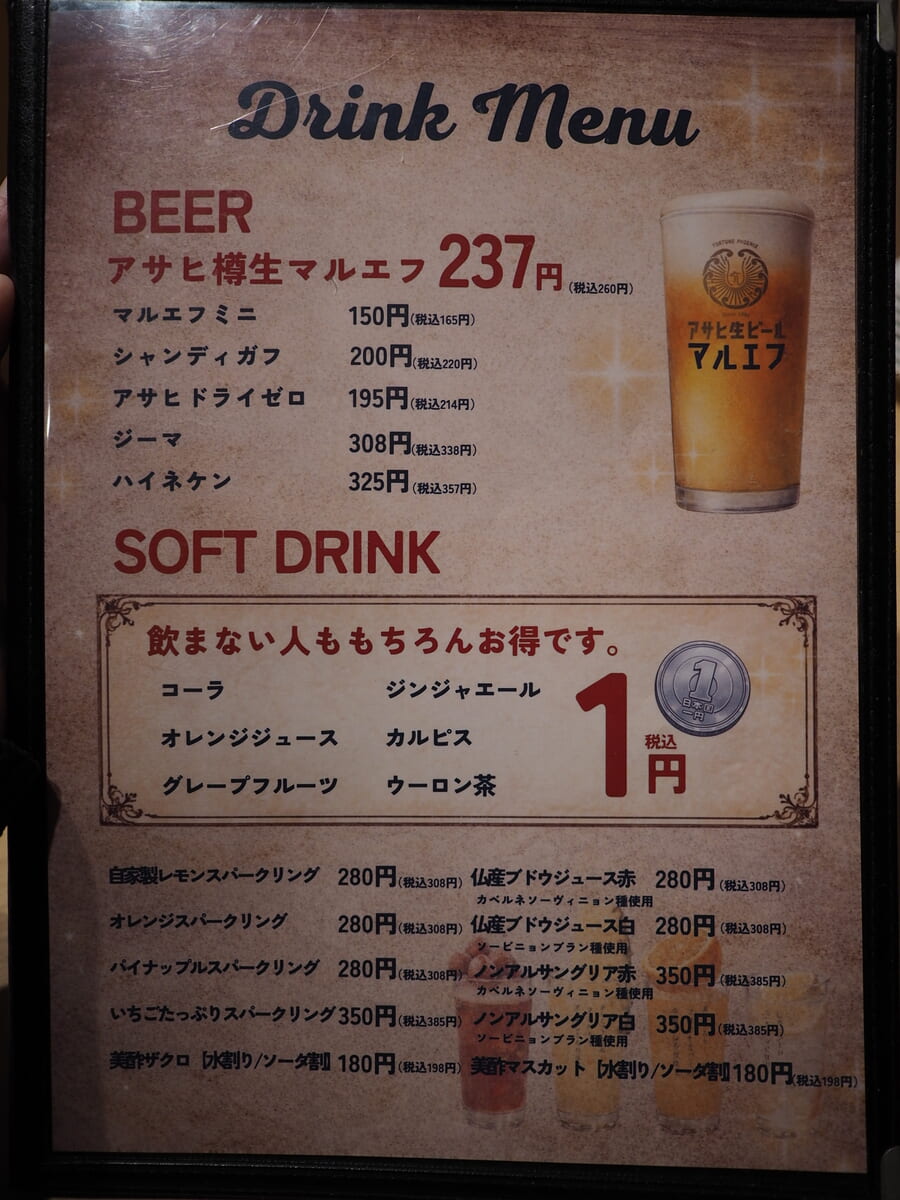 Drink Menu
BEER
アサヒ樽生マルエフ 237円(税込260円)
マルエフミニ 150円(税込165円)
シャンディガフ 200円(税込220円)
アサヒドライゼロ 195円(税込214円)
ジーマ 308円(税込338円)
ハイネケン 325円(税込357円)
FORTUNE PHOENIX
アサヒ生ビール
マルエフ
SOFT DRINK
飲まない人ももちろんお得です。
コーラ ジンジャエール
オレンジジュース カルピス
グレープフルーツ ウーロン茶
1円 税込
1
日本国
一円
自家製レモンスパークリング 280円(税込308円) 仏産ブドウジュース赤 280円(税込308円)
カベルネソーヴィニョン種使用
オレンジスパークリング 280円(税込308円) 仏産ブドウジュース白 280円(税込308円)
ソービニョンブラン種使用
パイナップルスパークリング 280円(税込308円) ノンアルサングリア赤 350円(税込385円)
カベルネソーヴィニョン種使用
いちごたっぷりスパークリング 350円(税込385円) ノンアルサングリア白 350円(税込385円)
ソービニョンブラン種使用
美酢ザクロ [水割り/ソーダ割] 180円(税込198円) 美酢マスカット [水割り/ソーダ割] 180円(税込198円)